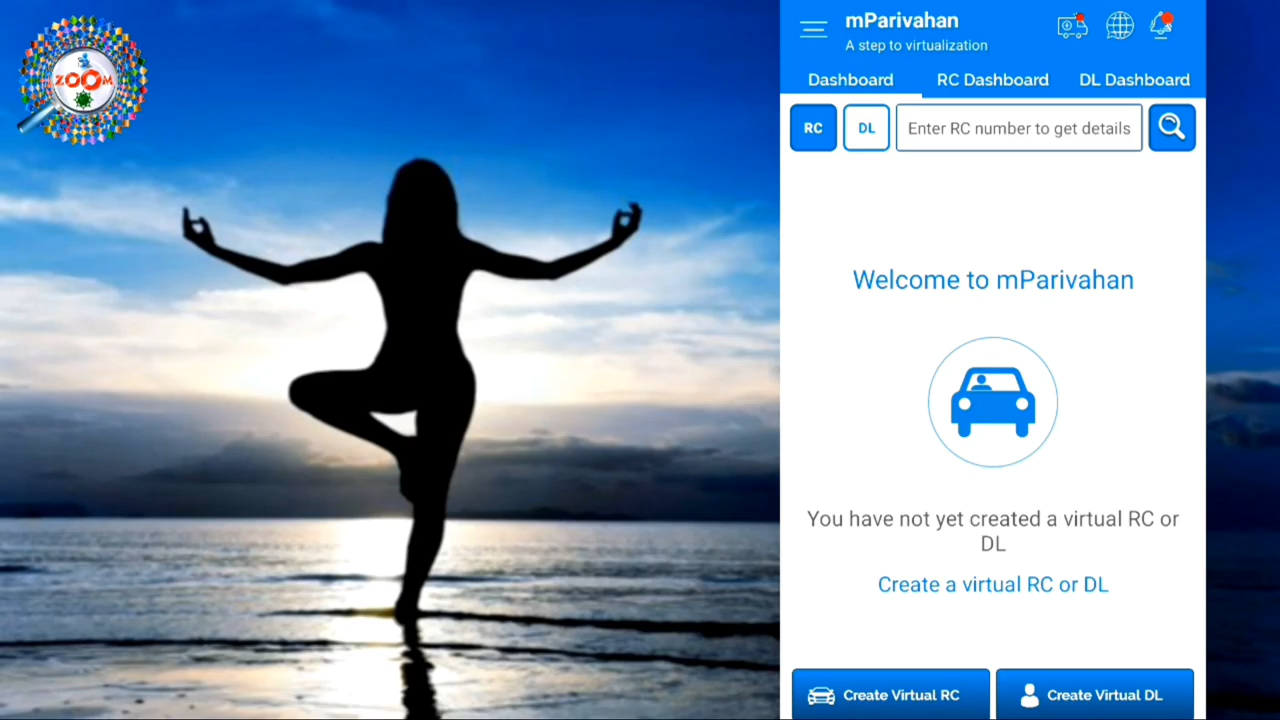 ZOOM
mParivahan
A step to virtualization
Dashboard RC Dashboard DL Dashboard
RC DL Enter RC number to get details
Welcome to mParivahan
You have not yet created a virtual RC or
DL
Create a virtual RC or DL
Create Virtual RC Create Virtual DL